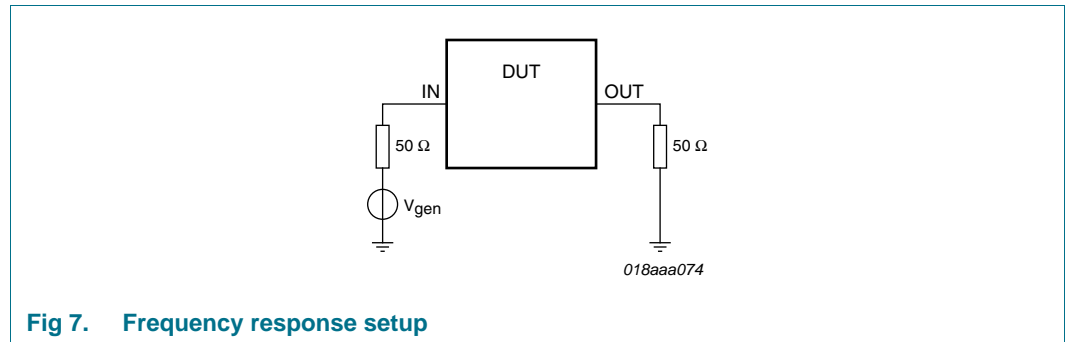 DUT
IN
OUT
50 Ω
50 Ω
Vgen
018aaa074
Fig 7. Frequency response setup